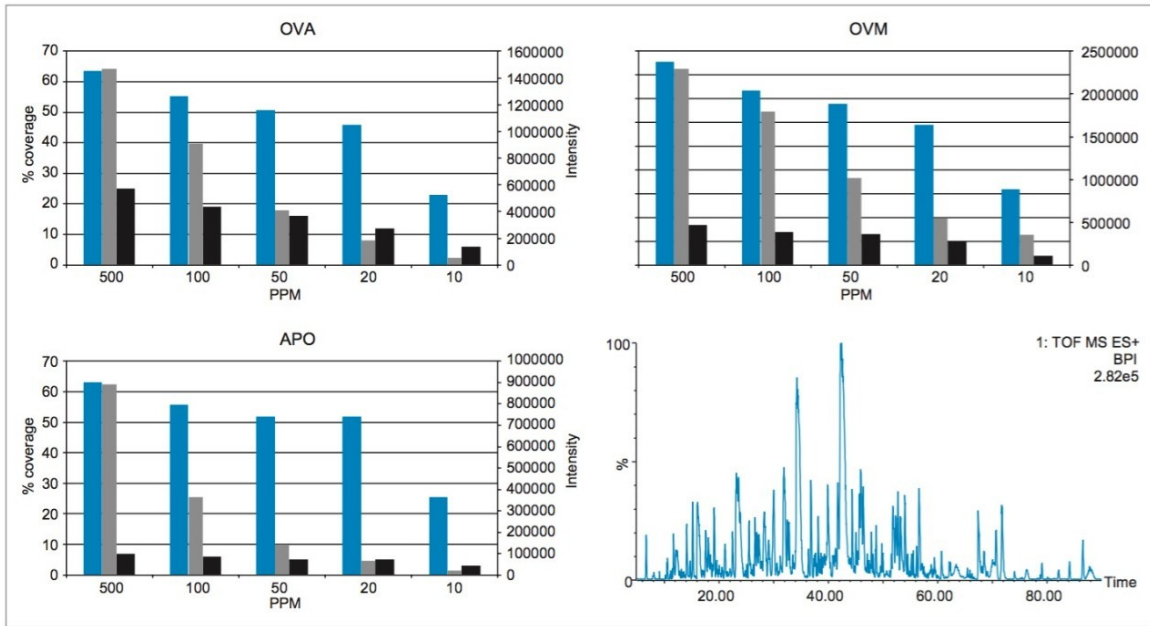 OVA
70
60
50
40
30
20
10
0
% coverage
1600000
1400000
1200000
1000000
800000
600000
400000
200000
0
Intensity
500 100 50 20 10
PPM
OVM
2500000
2000000
1500000
1000000
500000
0
500 100 50 20 10
PPM
APO
70
60
50
40
30
20
10
0
% coverage
1000000
900000
800000
700000
600000
500000
400000
300000
200000
100000
0
Intensity
500 100 50 20 10
PPM
1: TOF MS ES+
BPI
2.82e5
100
%
0
20.00 40.00 60.00 80.00
Time